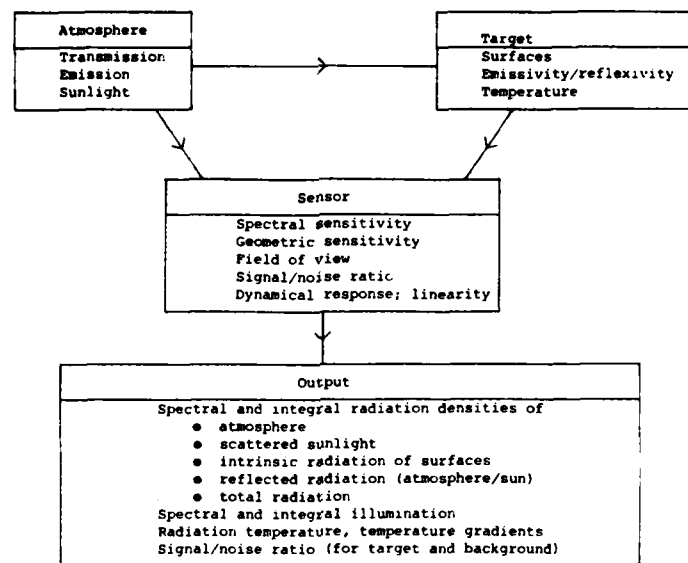 Atmosphere
Transmission
Emission
Sunlight
Target
Surfaces
Emissivity/reflexivity
Temperature
Sensor
Spectral sensitivity
Geometric sensitivity
Field of view
Signal/noise ratio
Dynamical response; linearity
Output
Spectral and integral radiation densities of
● atmosphere
● scattered sunlight
● intrinsic radiation of surfaces
● reflected radiation (atmosphere/sun)
● total radiation
Spectral and integral illumination
Radiation temperature, temperature gradients
Signal/noise ratio (for target and background)